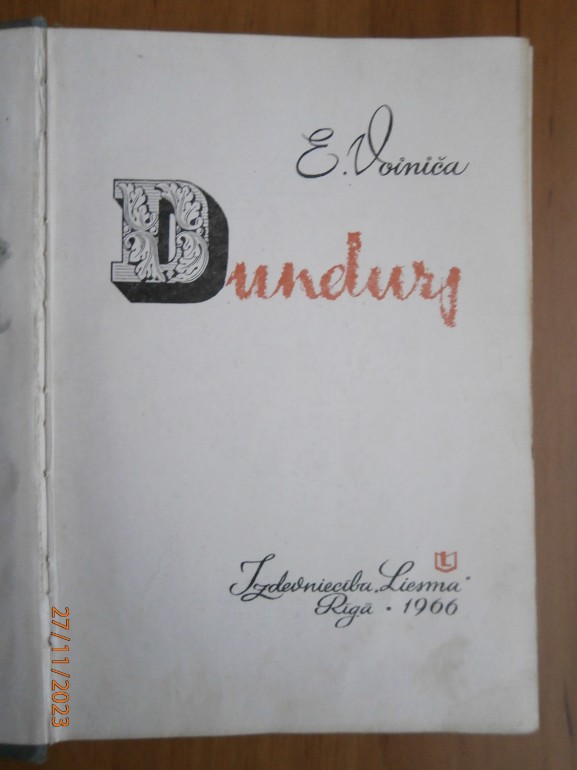 E. Voiniča
Dundurs
Izdevniecība „Liesma"
Rīgā · 1966
L
27/11/2023